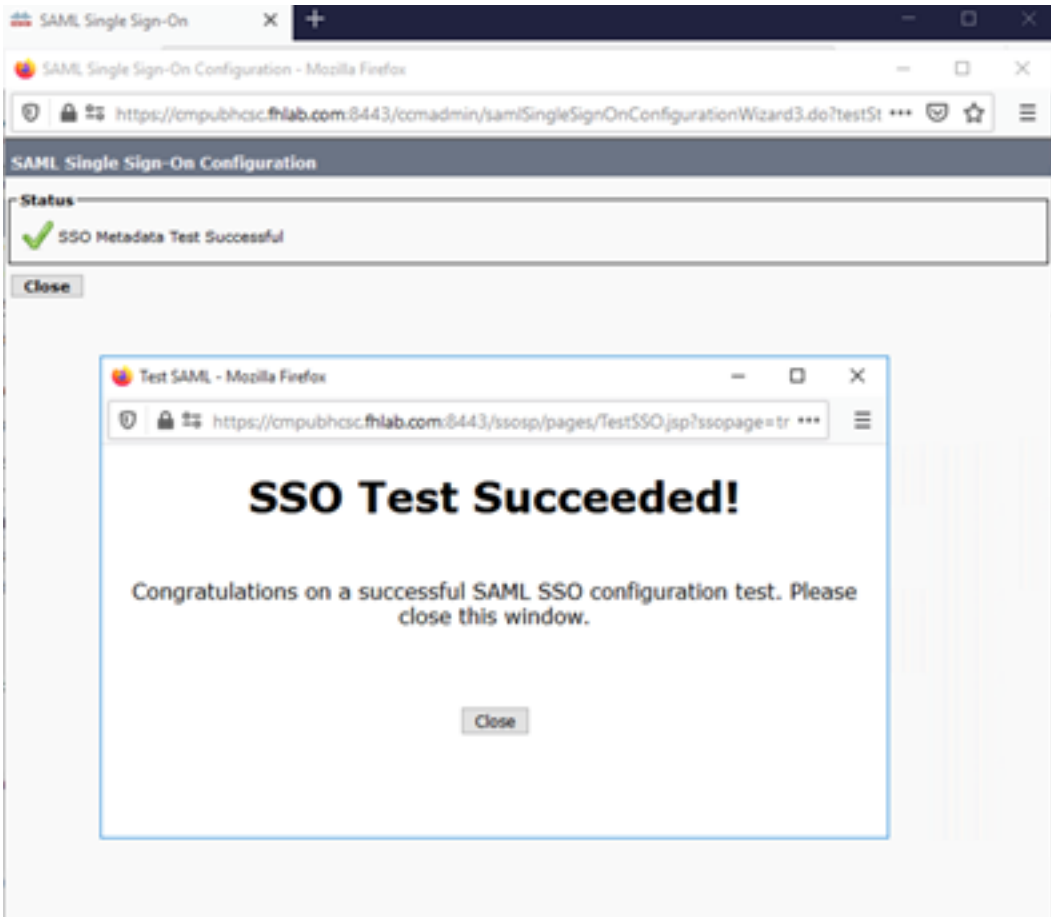 SAML Single Sign-On
SAML Single Sign-On Configuration - Mozilla Firefox
https://cmpubhcsc.fhlab.com:8443/ccmadmin/samlSingleSignOnConfigurationWizard3.do?testSt
SAML Single Sign-On Configuration
Status
SSO Metadata Test Successful
Close
Test SAML - Mozilla Firefox
https://cmpubhcsc.fhlab.com:8443/ssosp/pages/TestSSO.jsp?ssopage=tr
SSO Test Succeeded!
Congratulations on a successful SAML SSO configuration test. Please
close this window.
Close